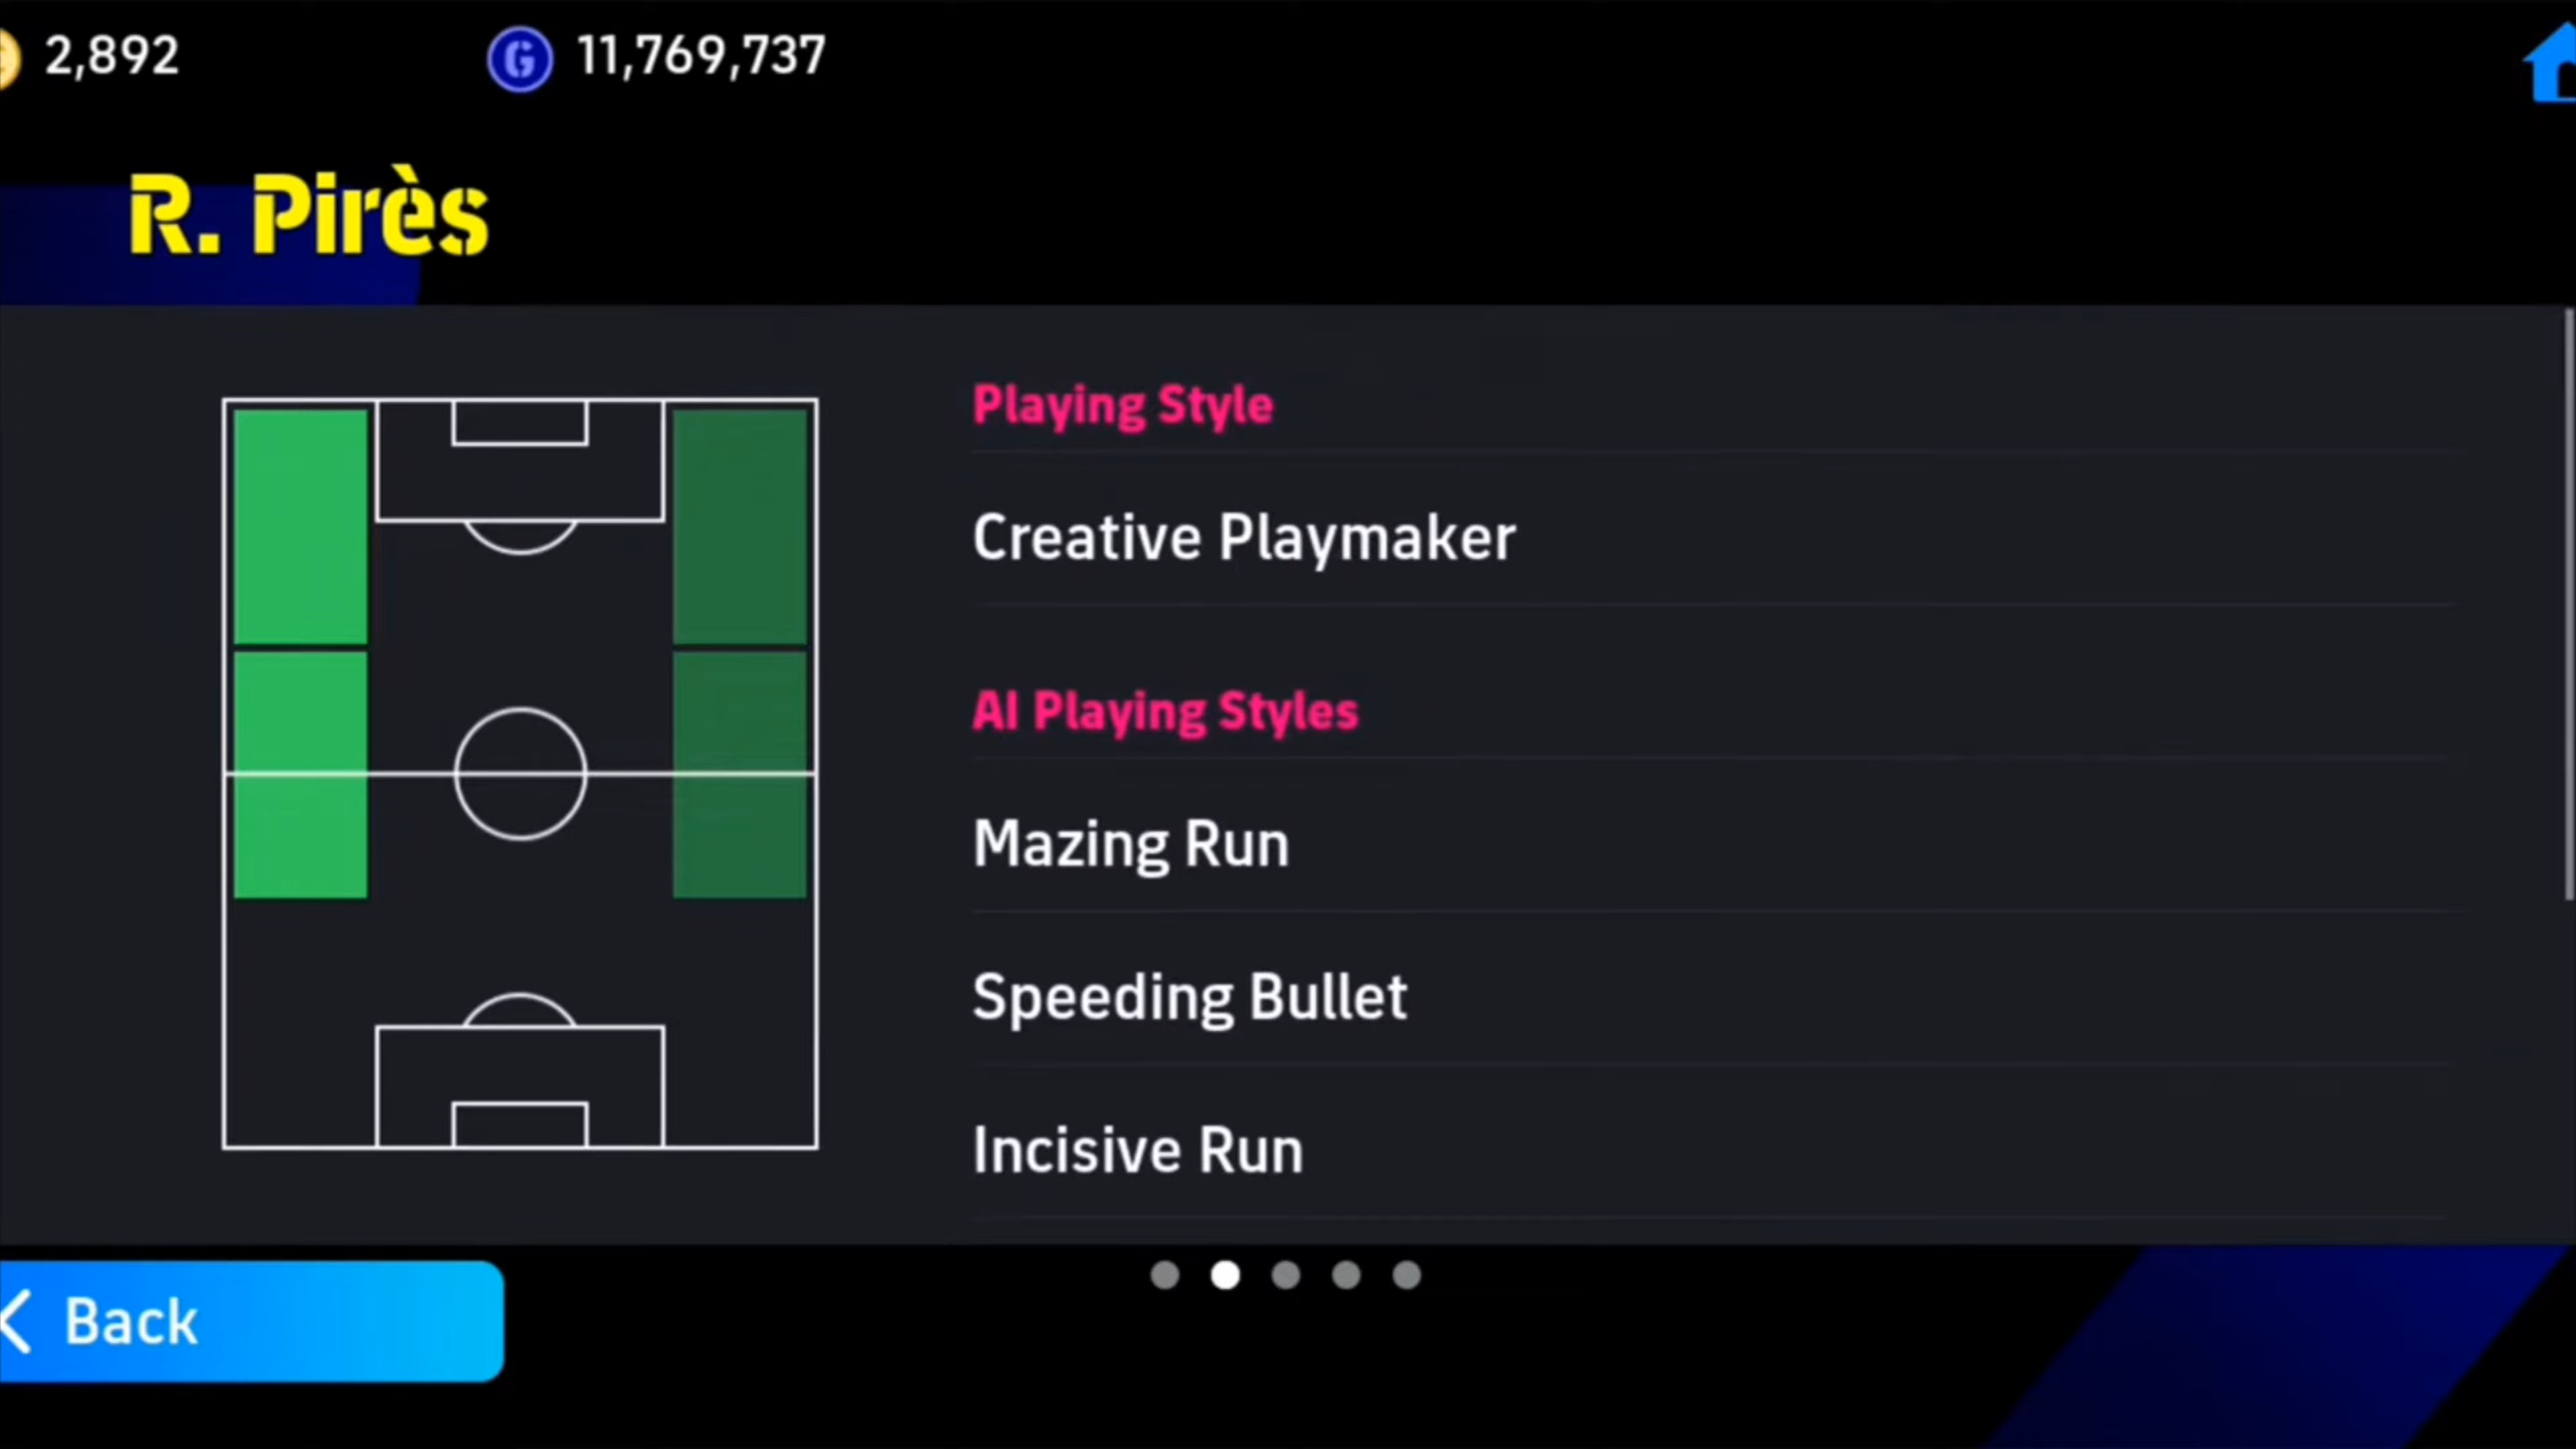 2,892
G 11,769,737
R. Pirès
Playing Style
Creative Playmaker
AI Playing Styles
Mazing Run
Speeding Bullet
Incisive Run
Back